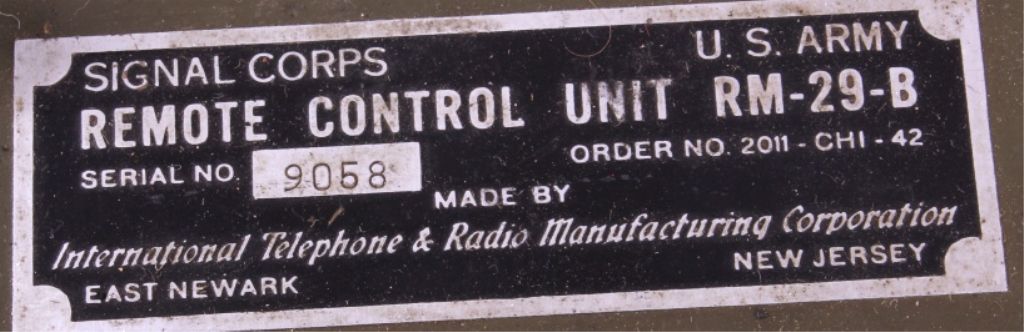 SIGNAL CORPS U. S. ARMY
REMOTE CONTROL UNIT RM-29-B
SERIAL NO. 9058 ORDER NO. 2011 - CHI - 42
MADE BY
International Telephone & Radio Manufacturing Corporation
EAST NEWARK NEW JERSEY